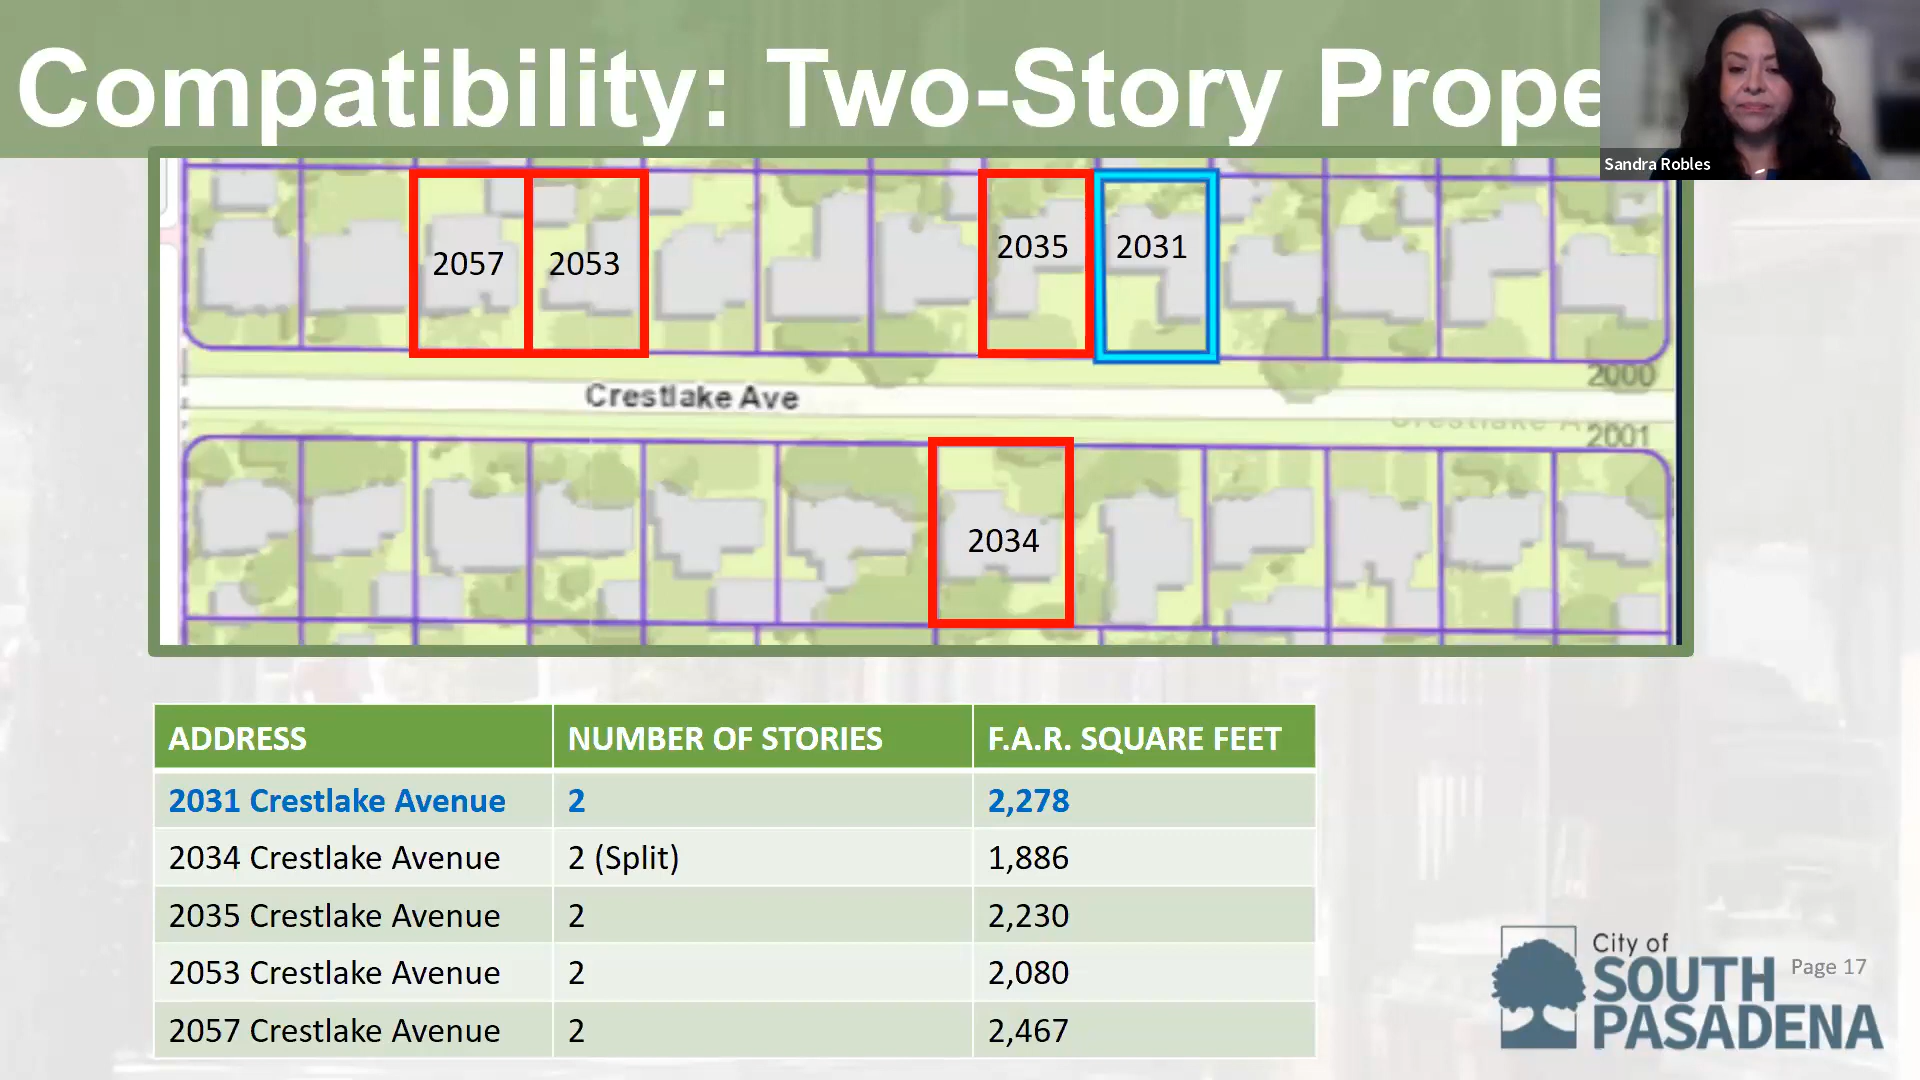 Compatibility: Two-Story Prope
Sandra Robles
2057
2053
2035
2031
Crestlake Ave
2000
Crestlake A
2001
2034
ADDRESS NUMBER OF STORIES F.A.R. SQUARE FEET
2031 Crestlake Avenue 2 2,278
2034 Crestlake Avenue 2 (Split) 1,886
2035 Crestlake Avenue 2 2,230
2053 Crestlake Avenue 2 2,080
2057 Crestlake Avenue 2 2,467
City of
SOUTH
PASADENA
Page 17